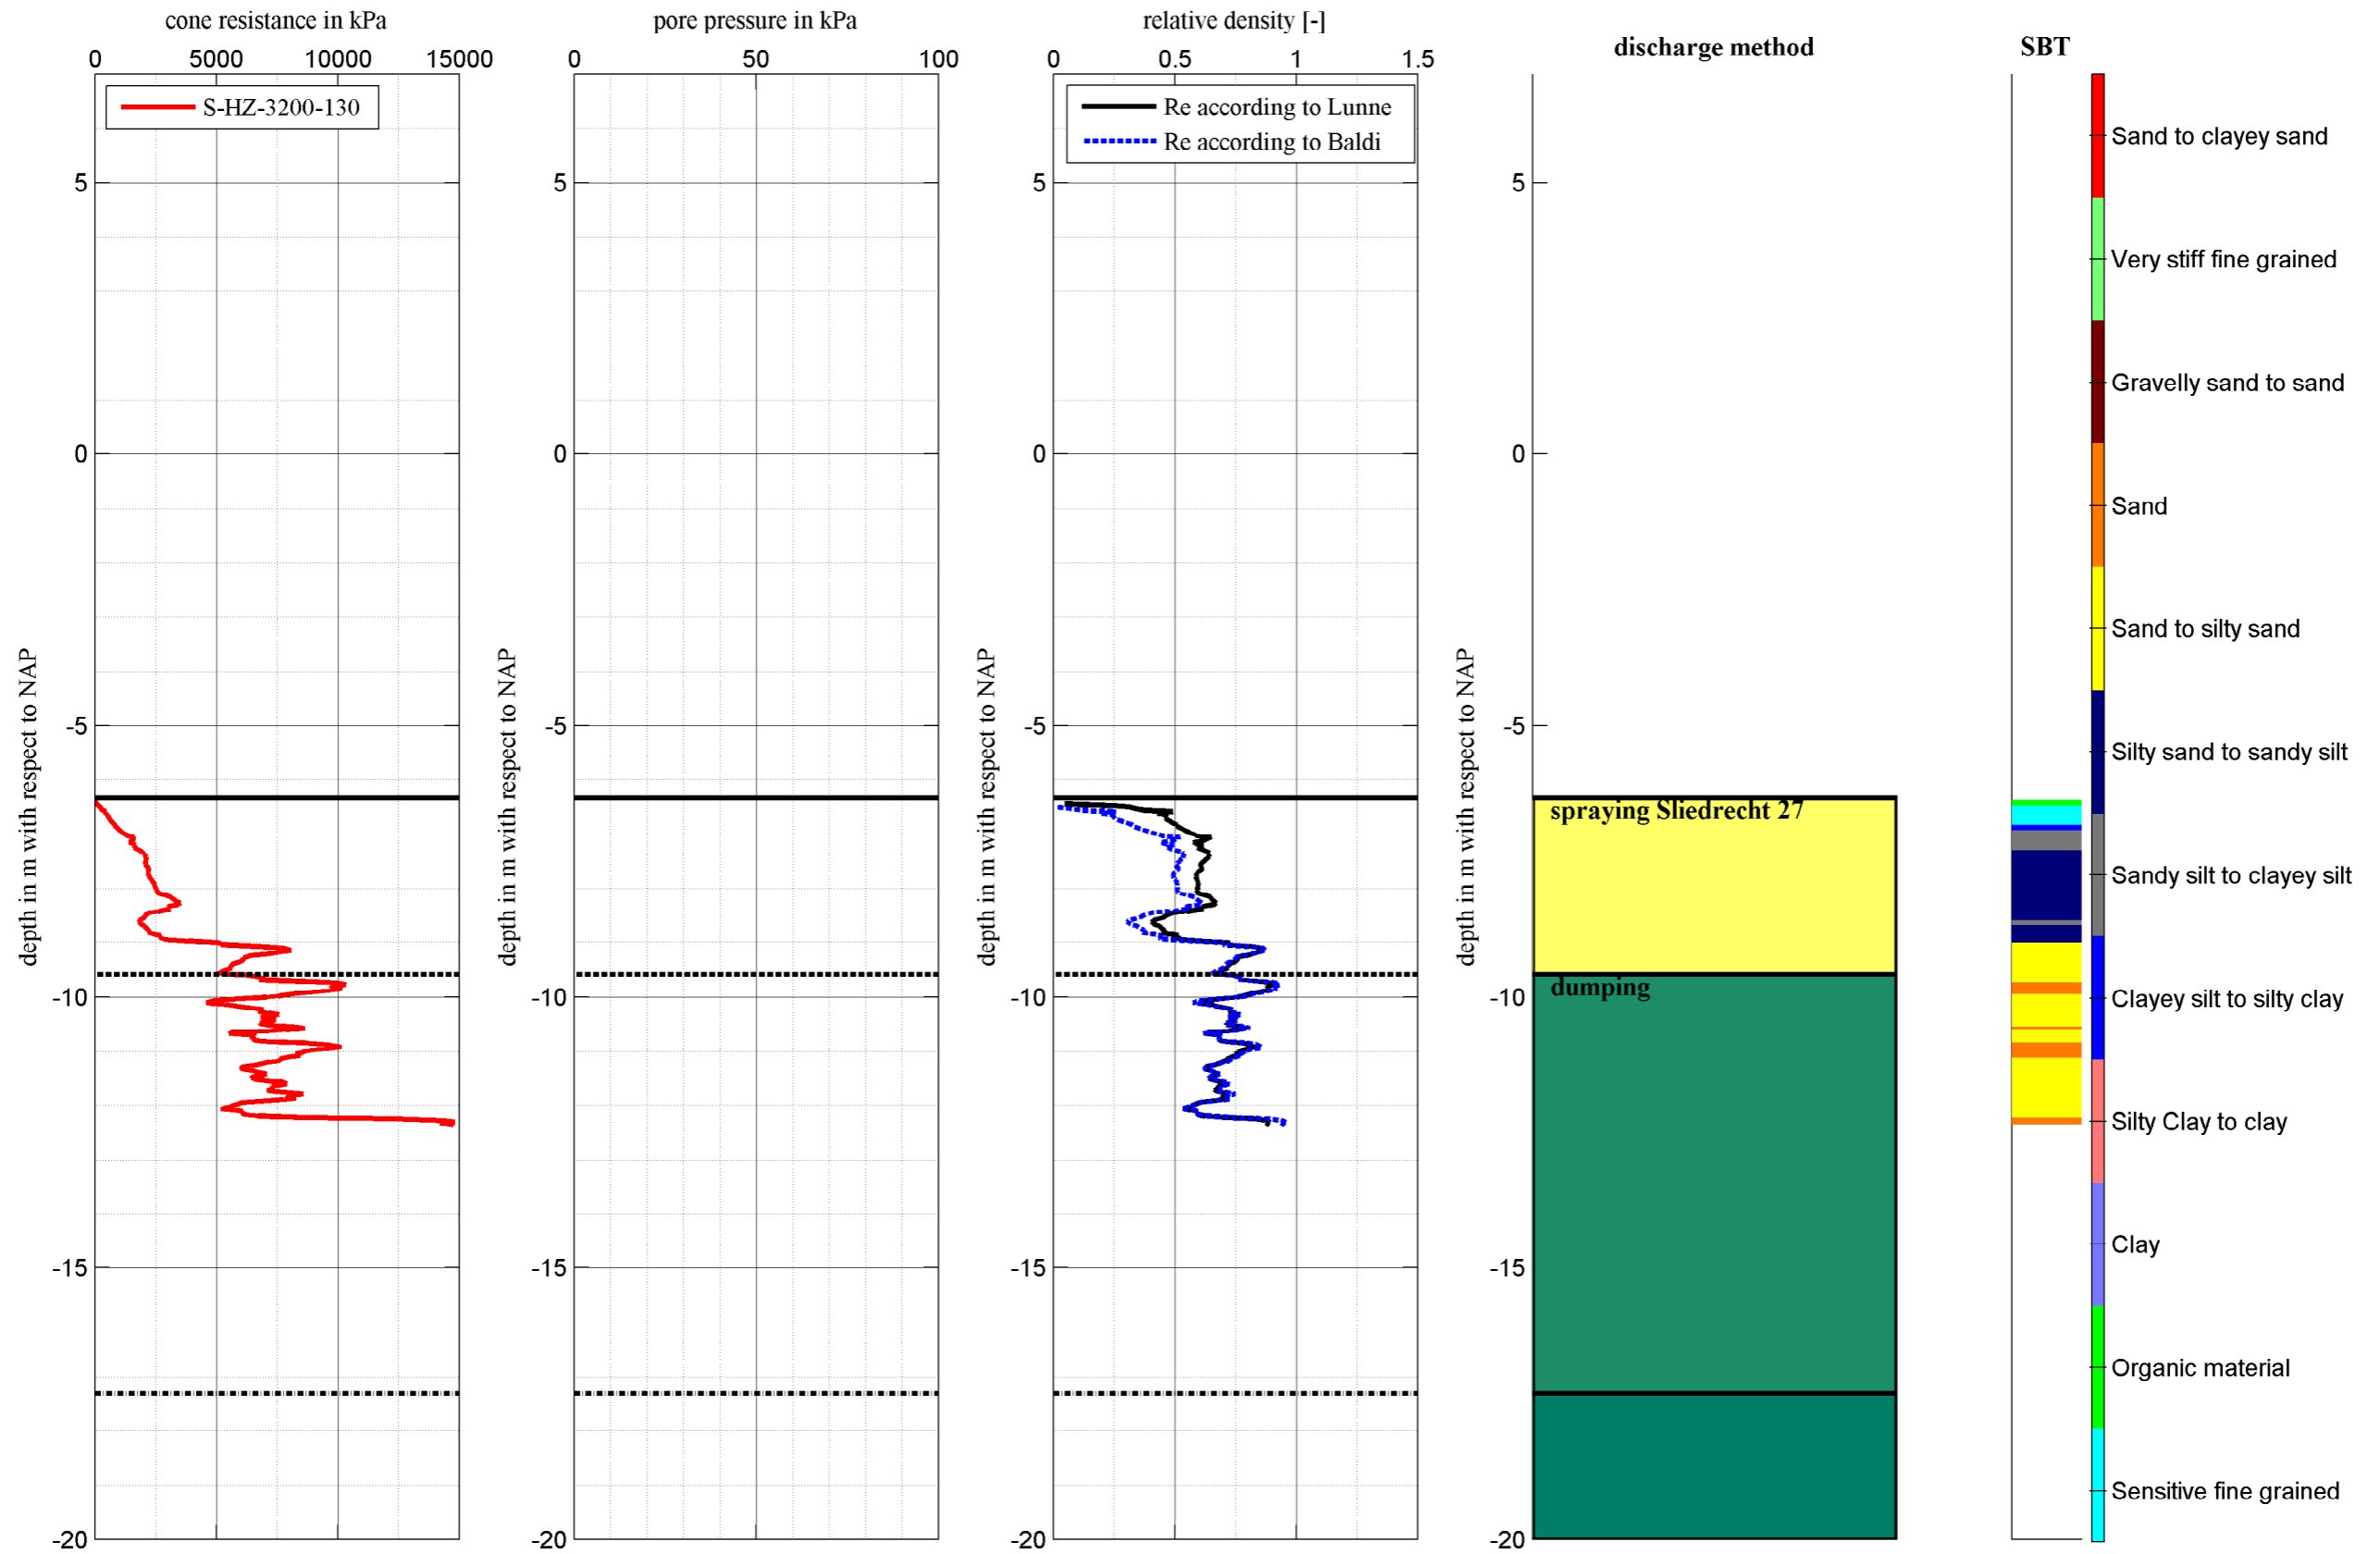 cone resistance in kPa
0 5000 10000 15000
S-HZ-3200-130
5
0
-5
-10
-15
-20
depth in m with respect to NAP
pore pressure in kPa
0 50 100
5
0
-5
-10
-15
-20
depth in m with respect to NAP
relative density [-]
0 0.5 1 1.5
Re according to Lunne
Re according to Baldi
5
0
-5
-10
-15
-20
depth in m with respect to NAP
discharge method
5
0
-5
-10
-15
-20
depth in m with respect to NAP
spraying Sliedrecht 27
dumping
SBT
Sand to clayey sand
Very stiff fine grained
Gravelly sand to sand
Sand
Sand to silty sand
Silty sand to sandy silt
Sandy silt to clayey silt
Clayey silt to silty clay
Silty Clay to clay
Clay
Organic material
Sensitive fine grained